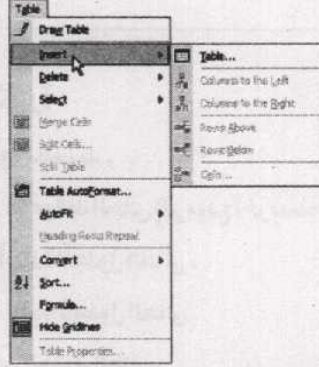 Table
Draw Table
Insert
Delete
Select
Merge Cells
Split Cells...
Split Table
Table AutoFormat...
AutoFit
Heading Rows Repeat
Convert
Sort...
Formula...
Hide Gridlines
Table Properties...
Table...
Columns to the Left
Columns to the Right
Rows Above
Rows Below
Cells...